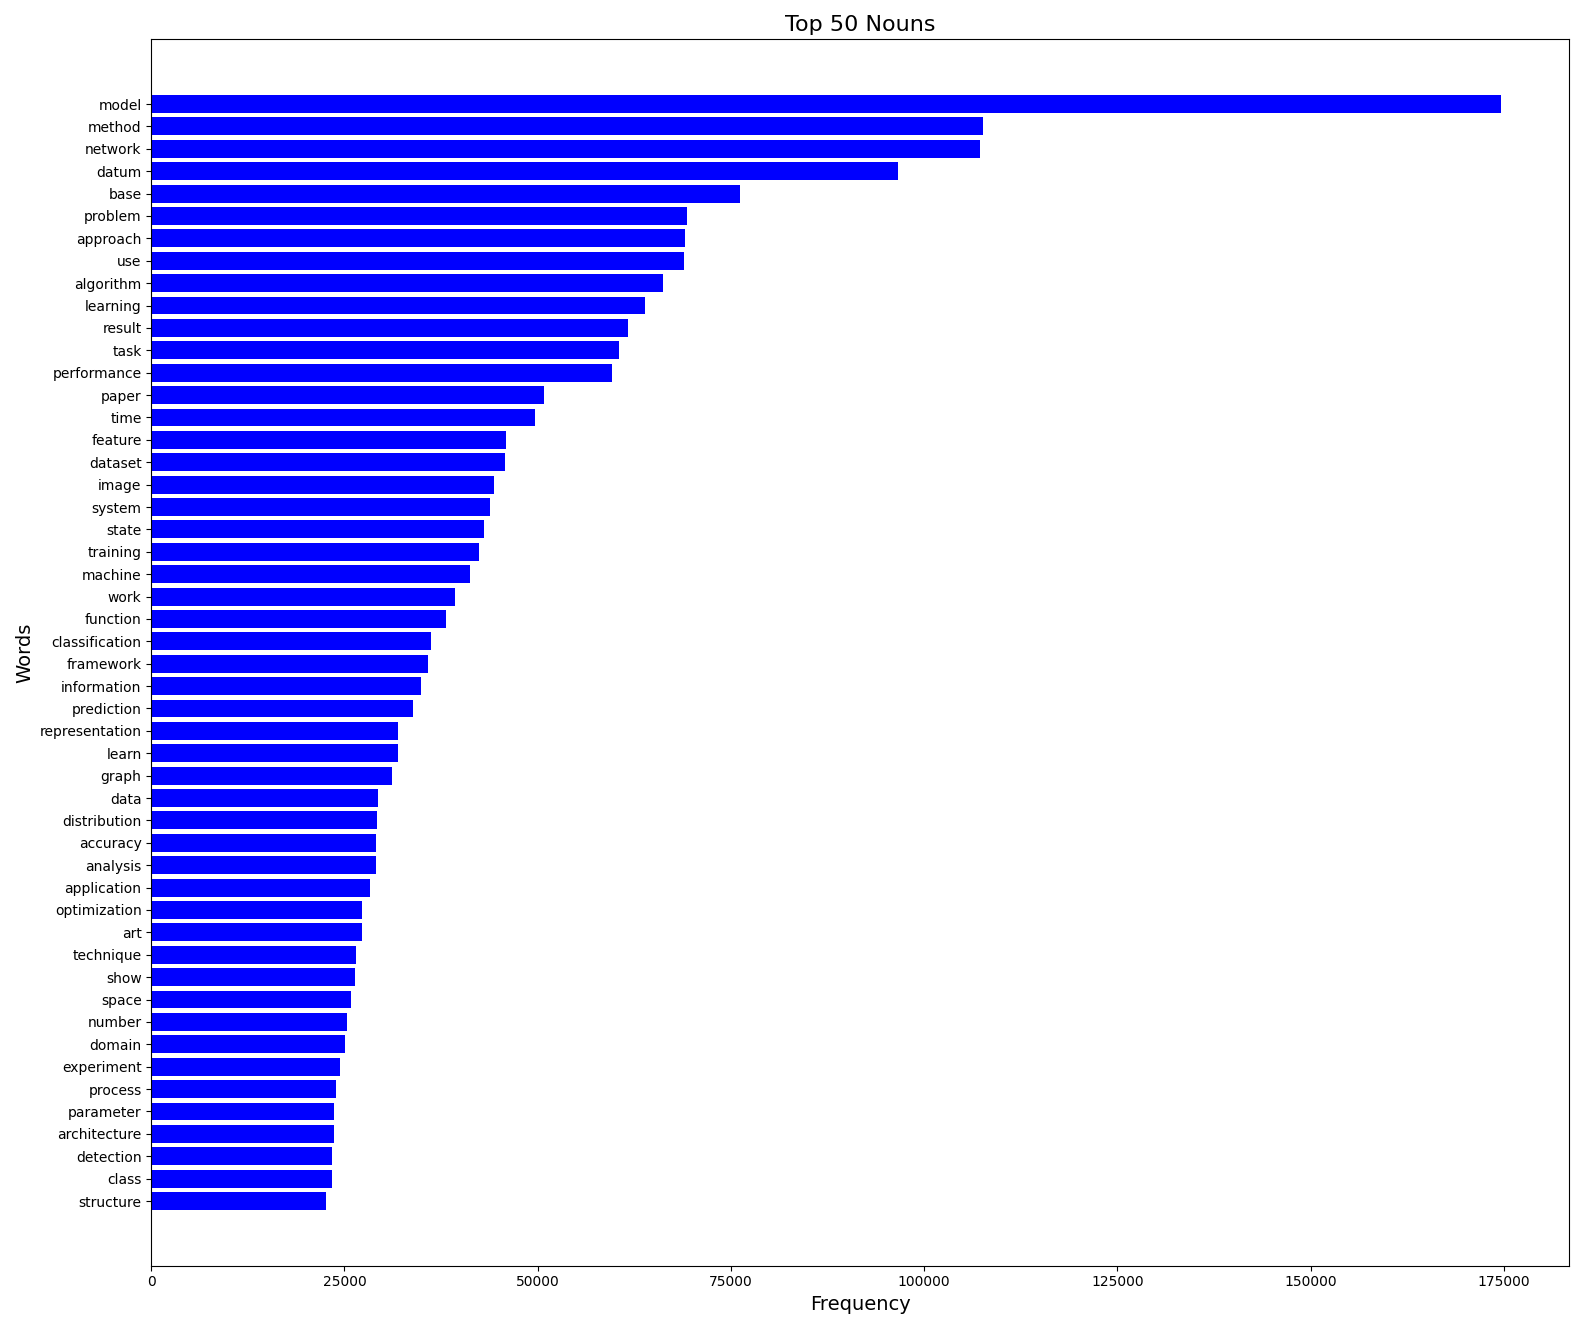 Top 50 Nouns
model
method
network
datum
base
problem
approach
use
algorithm
learning
result
task
performance
paper
time
feature
dataset
image
system
state
training
machine
work
function
classification
framework
information
prediction
representation
learn
graph
data
distribution
accuracy
analysis
application
optimization
art
technique
show
space
number
domain
experiment
process
parameter
architecture
detection
class
structure
Words
0 25000 50000 75000 100000 125000 150000 175000
Frequency